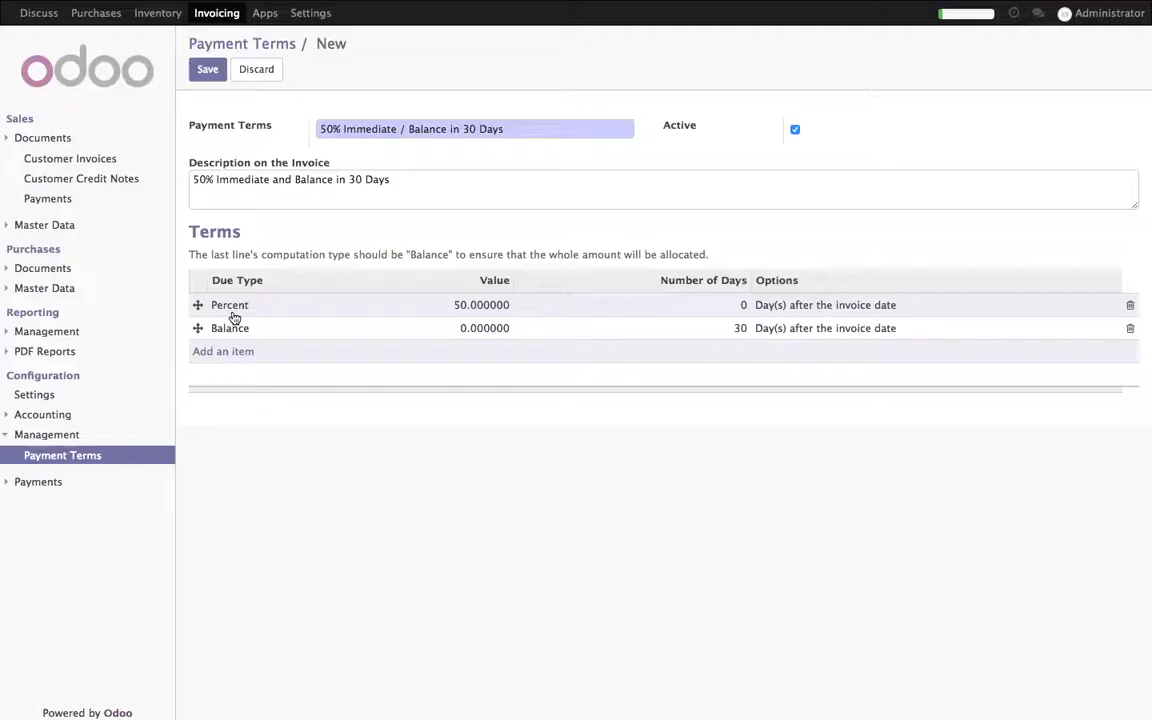 Discuss Purchases Inventory Invoicing Apps Settings Administrator
odoo
Payment Terms / New
Save Discard
Sales
Documents
Customer Invoices
Customer Credit Notes
Payments
Master Data
Purchases
Documents
Master Data
Reporting
Management
PDF Reports
Configuration
Settings
Accounting
Management
Payment Terms
Payments
Powered by Odoo
Payment Terms 50% Immediate / Balance in 30 Days Active
Description on the Invoice
50% Immediate and Balance in 30 Days
Terms
The last line's computation type should be "Balance" to ensure that the whole amount will be allocated.
Due Type Value Number of Days Options
Percent 50.000000 0 Day(s) after the invoice date
Balance 0.000000 30 Day(s) after the invoice date
Add an item